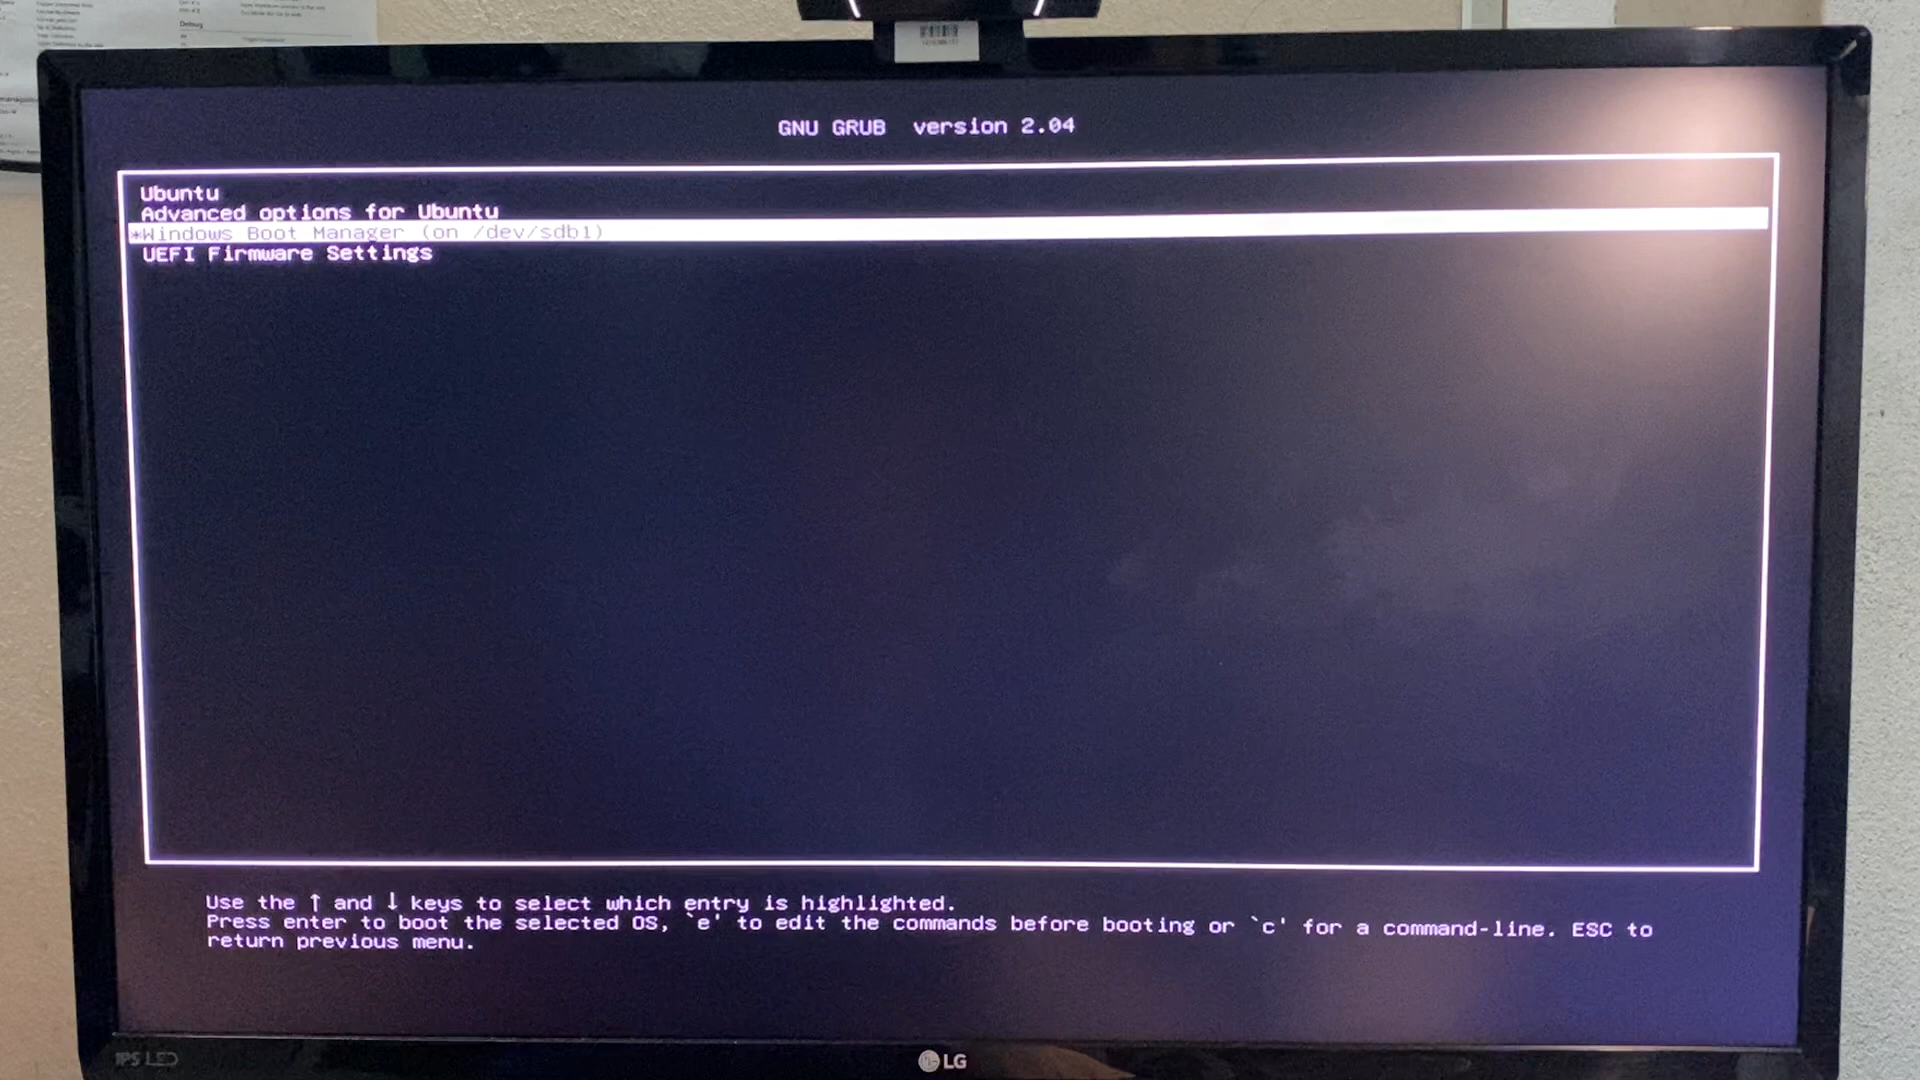 Debug
GNU GRUB version 2.04
Ubuntu
Advanced options for Ubuntu
*Windows Boot Manager (on /dev/sdb1)
UEFI Firmware Settings
Use the ↑ and ↓ keys to select which entry is highlighted.
Press enter to boot the selected OS, `e' to edit the commands before booting or `c' for a command-line. ESC to
return previous menu.
IPS LED
LG